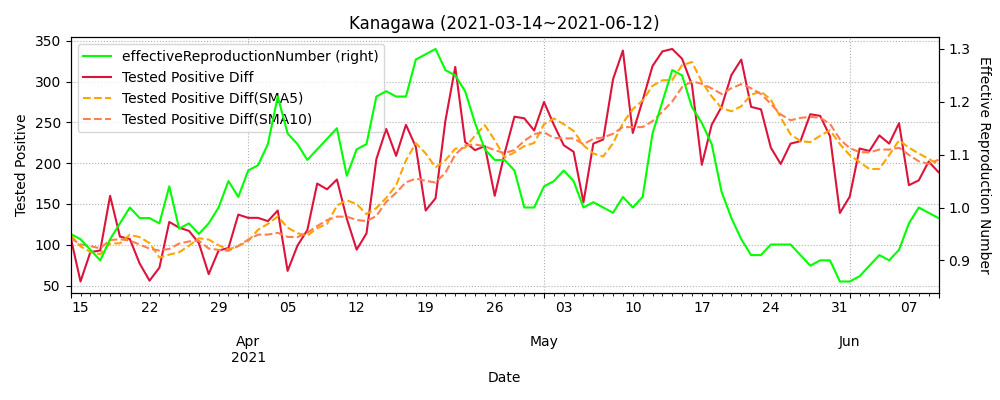 Kanagawa (2021-03-14~2021-06-12)
effectiveReproductionNumber (right)
Tested Positive Diff
Tested Positive Diff(SMA5)
Tested Positive Diff(SMA10)
Tested Positive
350
300
250
200
150
100
50
1.3
1.2
1.1
1.0
0.9
Effective Reproduction Number
15 22 29 05 12 19 26 03 10 17 24 31 07
Apr May Jun
2021
Date